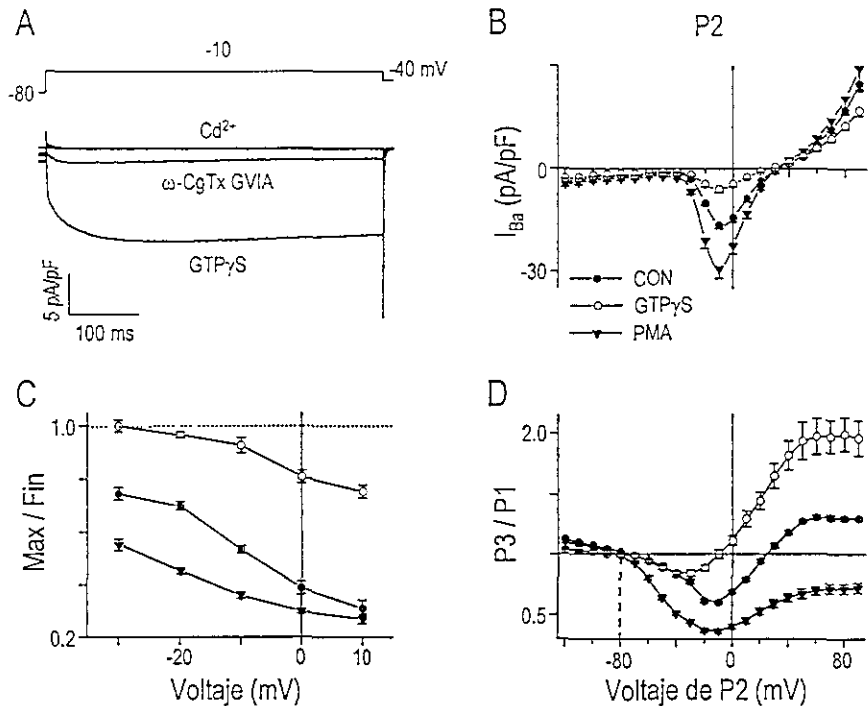 A
-10
-80
-40 mV
Cd²⁺
ω-CgTx GVIA
GTPγS
5 pA/pF
100 ms
B
P2
0
-30
I_Ba (pA/pF)
CON
GTPγS
PMA
C
1.0
0.2
Max / Fin
-20
0
10
Voltaje (mV)
D
2.0
0.5
P3 / P1
-80
0
80
Voltaje de P2 (mV)